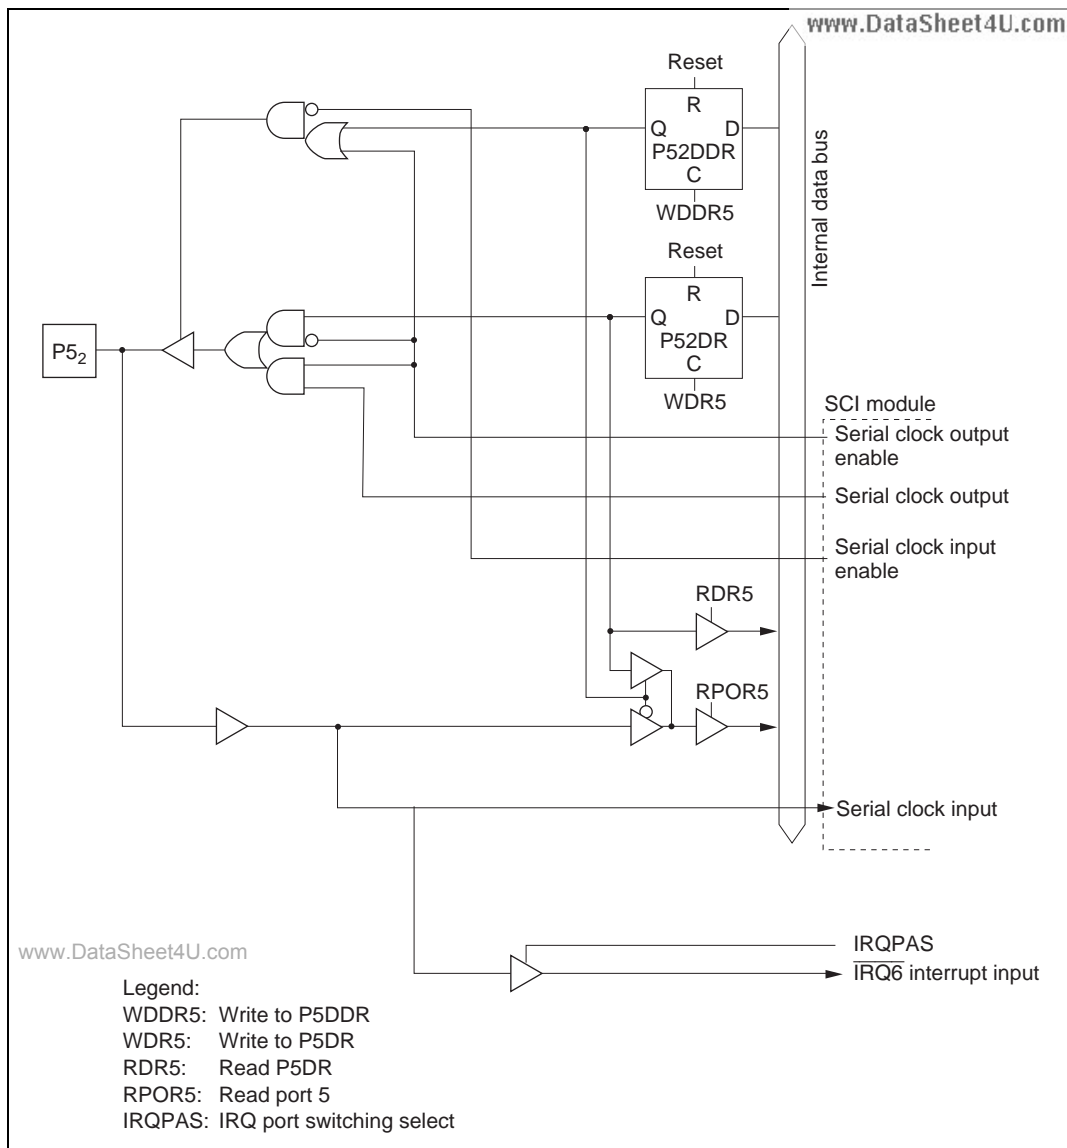 www.DataSheet4U.com
Reset
R
Q D
P52DDR
C
WDDR5
Internal data bus
Reset
R
Q D
P52DR
C
WDR5
P5₂
SCI module
Serial clock output
enable
Serial clock output
Serial clock input
enable
RDR5
RPOR5
Serial clock input
www.DataSheet4U.com
IRQPAS
I̅R̅Q̅6̅ interrupt input
Legend:
WDDR5: Write to P5DDR
WDR5: Write to P5DR
RDR5: Read P5DR
RPOR5: Read port 5
IRQPAS: IRQ port switching select